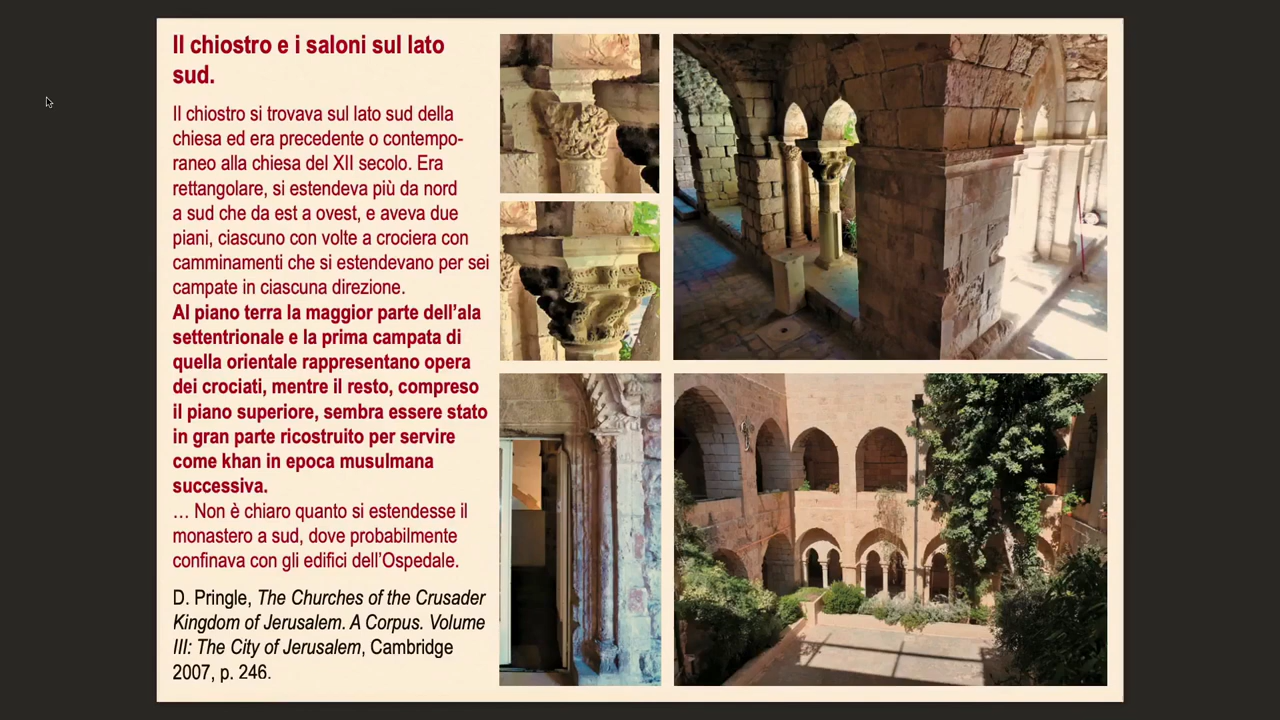 Il chiostro e i saloni sul lato
sud.
Il chiostro si trovava sul lato sud della
chiesa ed era precedente o contempo-
raneo alla chiesa del XII secolo. Era
rettangolare, si estendeva più da nord
a sud che da est a ovest, e aveva due
piani, ciascuno con volte a crociera con
camminamenti che si estendevano per sei
campate in ciascuna direzione.
Al piano terra la maggior parte dell’ala
settentrionale e la prima campata di
quella orientale rappresentano opera
dei crociati, mentre il resto, compreso
il piano superiore, sembra essere stato
in gran parte ricostruito per servire
come khan in epoca musulmana
successiva.
… Non è chiaro quanto si estendesse il
monastero a sud, dove probabilmente
confinava con gli edifici dell’Ospedale.
D. Pringle, The Churches of the Crusader
Kingdom of Jerusalem. A Corpus. Volume
III: The City of Jerusalem, Cambridge
2007, p. 246.